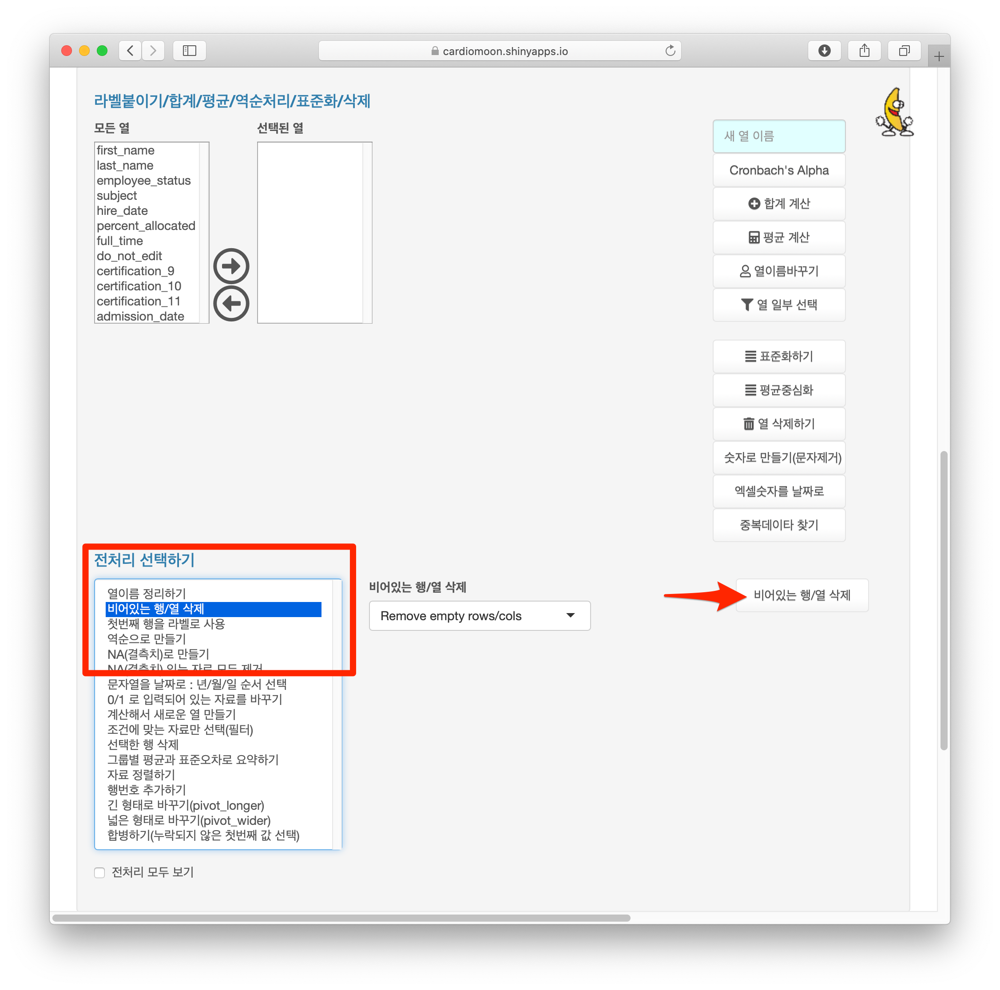 cardiomoon.shinyapps.io
라벨붙이기/합계/평균/역순처리/표준화/삭제
모든 열
선택된 열
first_name
last_name
employee_status
subject
hire_date
percent_allocated
full_time
do_not_edit
certification_9
certification_10
certification_11
admission_date
새 열 이름
Cronbach's Alpha
합계 계산
평균 계산
열이름바꾸기
열 일부 선택
표준화하기
평균중심화
열 삭제하기
숫자로 만들기(문자제거)
엑셀숫자를 날짜로
중복데이타 찾기
전처리 선택하기
열이름 정리하기
비어있는 행/열 삭제
첫번째 행을 라벨로 사용
역순으로 만들기
NA(결측치)로 만들기
NA(결측치) 있는 자료 모두 제거
문자열을 날짜로 : 년/월/일 순서 선택
0/1 로 입력되어 있는 자료를 바꾸기
계산해서 새로운 열 만들기
조건에 맞는 자료만 선택(필터)
선택한 행 삭제
그룹별 평균과 표준오차로 요약하기
자료 정렬하기
행번호 추가하기
긴 형태로 바꾸기(pivot_longer)
넓은 형태로 바꾸기(pivot_wider)
합병하기(누락되지 않은 첫번째 값 선택)
전처리 모두 보기
비어있는 행/열 삭제
Remove empty rows/cols
비어있는 행/열 삭제